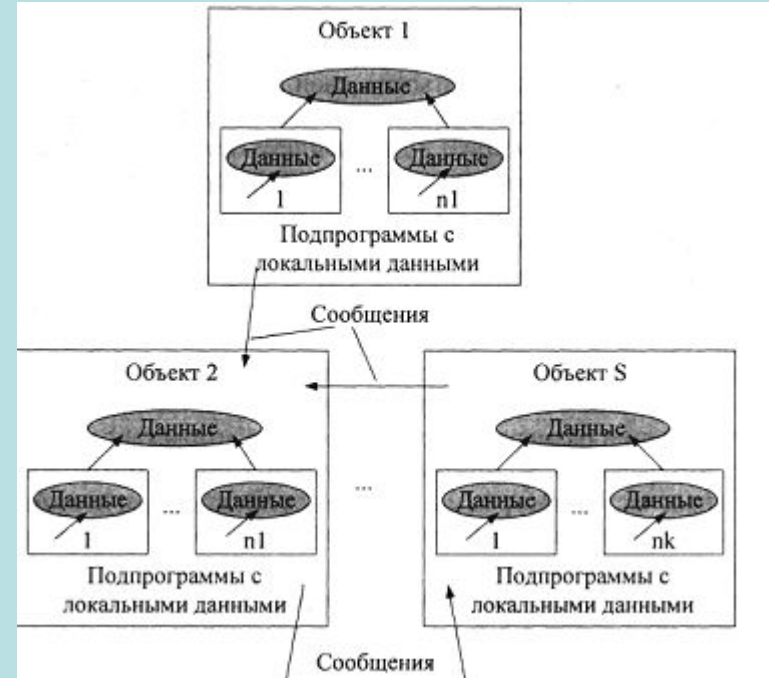 Объект 1
Данные
Данные
...
Данные
1
n1
Подпрограммы с
локальными данными
Сообщения
Объект 2
Данные
Данные
...
Данные
1
n1
Подпрограммы с
локальными данными
...
Объект S
Данные
Данные
...
Данные
1
nk
Подпрограммы с
локальными данными
Сообщения